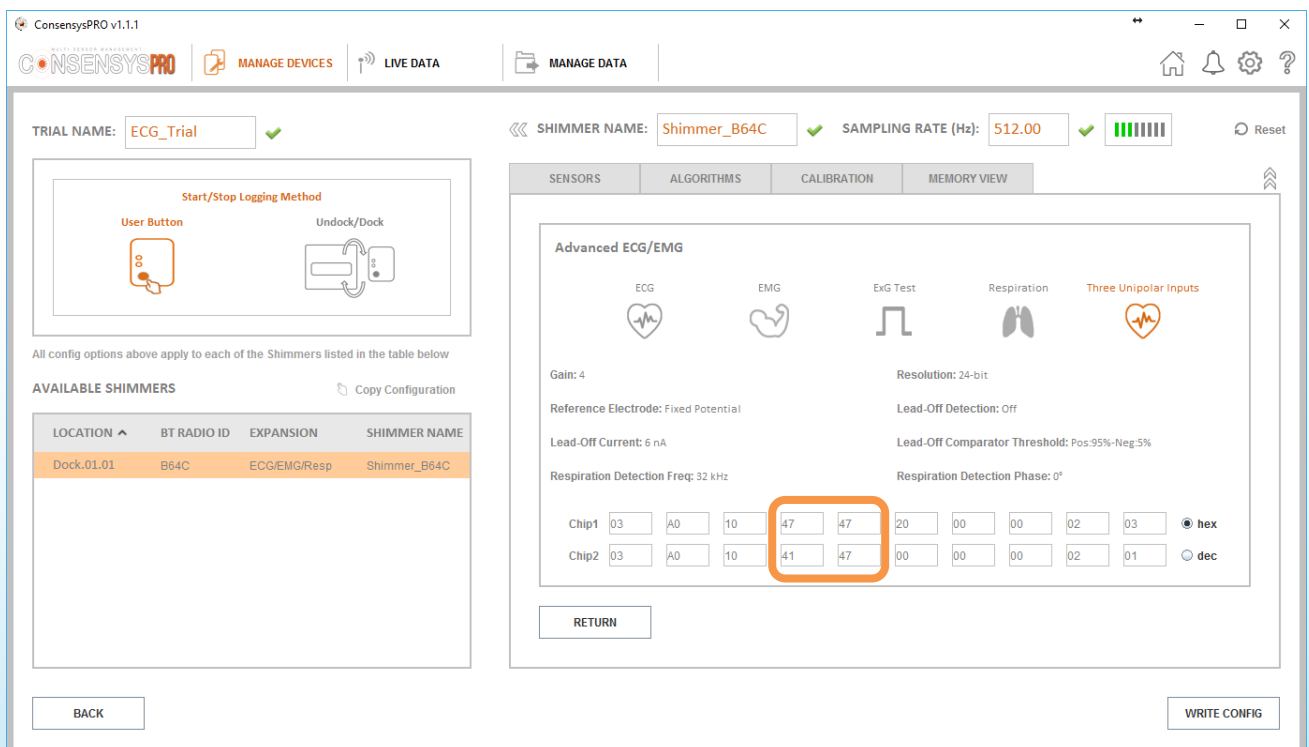 ConsensysPRO v1.1.1
MULTI SENSOR MANAGEMENT
CONSENSYSPRO MANAGE DEVICES LIVE DATA MANAGE DATA
TRIAL NAME: ECG_Trial
Start/Stop Logging Method
User Button Undock/Dock
All config options above apply to each of the Shimmers listed in the table below
AVAILABLE SHIMMERS Copy Configuration
LOCATION BT RADIO ID EXPANSION SHIMMER NAME
Dock.01.01 B64C ECG/EMG/Resp Shimmer_B64C
BACK
SHIMMER NAME: Shimmer_B64C SAMPLING RATE (Hz): 512.00 Reset
SENSORS ALGORITHMS CALIBRATION MEMORY VIEW
Advanced ECG/EMG
ECG EMG ExG Test Respiration Three Unipolar Inputs
Gain: 4 Resolution: 24-bit
Reference Electrode: Fixed Potential Lead-Off Detection: Off
Lead-Off Current: 6 nA Lead-Off Comparator Threshold: Pos:95%-Neg:5%
Respiration Detection Freq: 32 kHz Respiration Detection Phase: 0°
Chip1 03 A0 10 47 47 20 00 00 02 03 hex
Chip2 03 A0 10 41 47 00 00 00 02 01 dec
RETURN
WRITE CONFIG